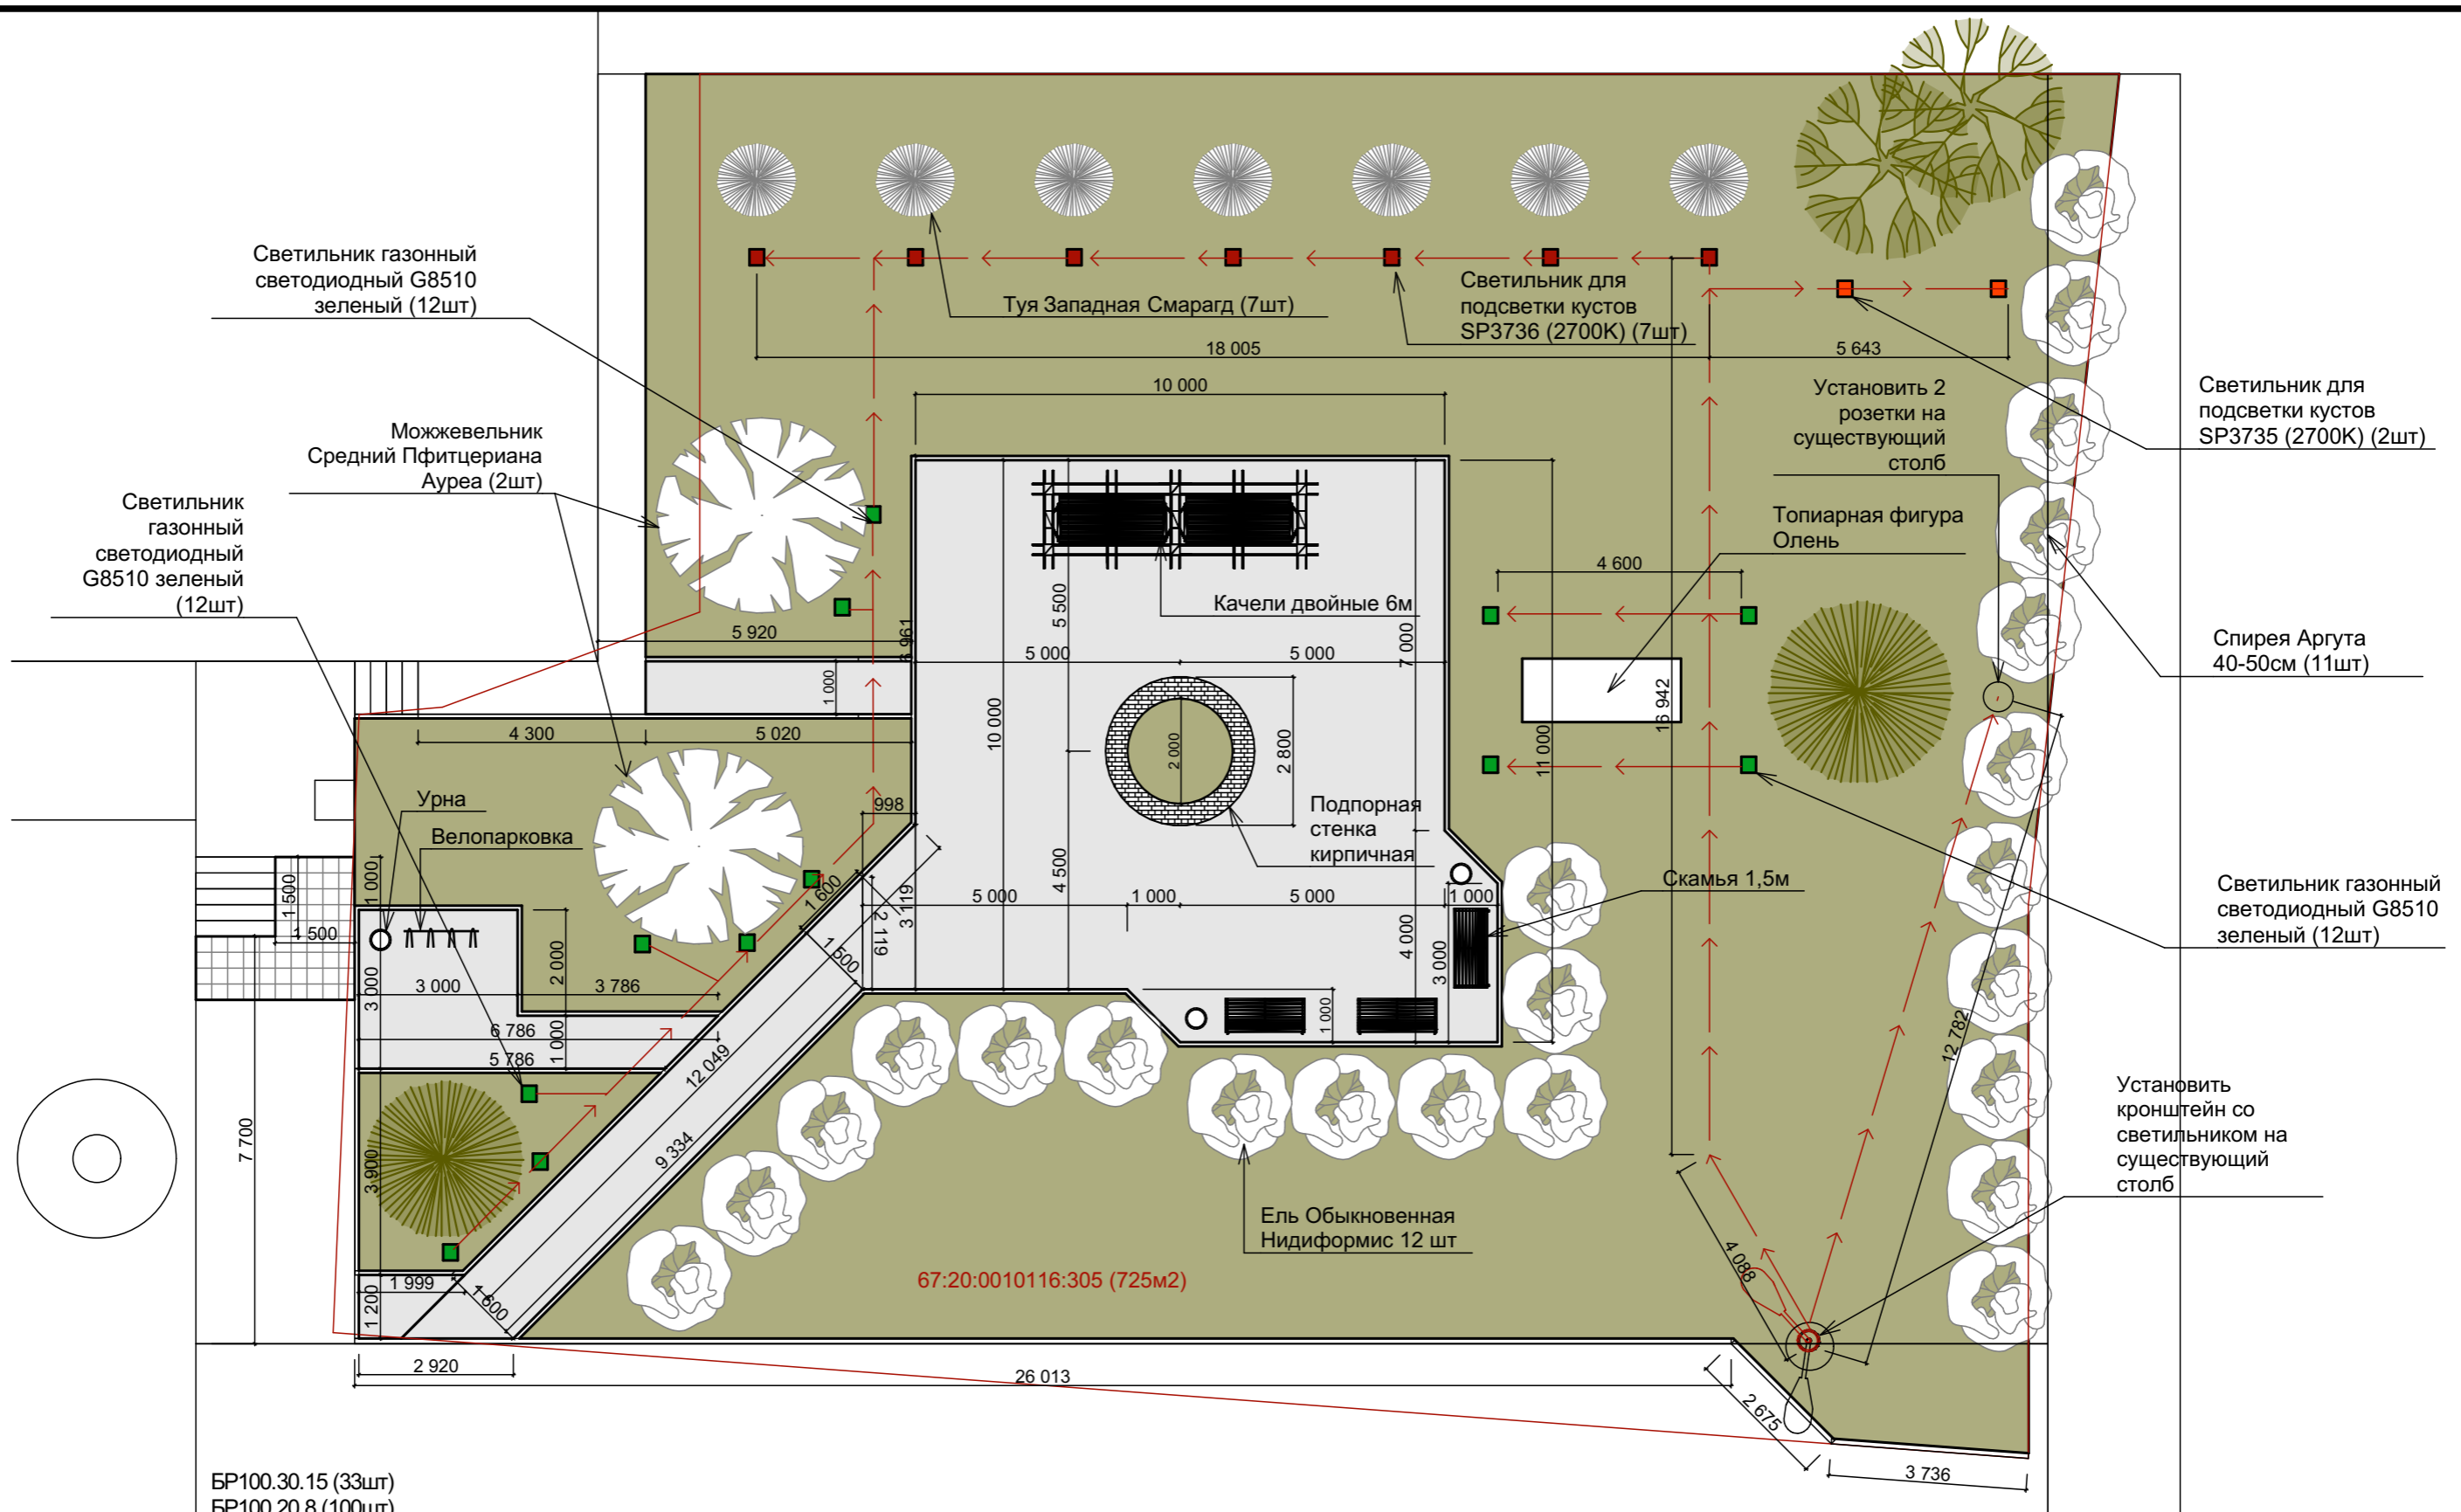 Светильник газонный
светодиодный G8510
зеленый (12шт)
Можжевельник
Средний Пфитцериана
Ауреа (2шт)
Светильник
газонный
светодиодный
G8510 зеленый
(12шт)
Туя Западная Смарагд (7шт)
Светильник для
подсветки кустов
SP3736 (2700K) (7шт)
18 005
5 643
10 000
Установить 2
розетки на
существующий
столб
Светильник для
подсветки кустов
SP3735 (2700K) (2шт)
Топиарная фигура
Олень
4 600
Качели двойные 6м
5 500
7 000
5 920
6 961
5 000
5 000
1 000
Спирея Аргута
40-50см (11шт)
16 942
10 000
11 000
4 300
5 020
2 000
2 800
998
Урна
Велопарковка
Подпорная
стенка
кирпичная
Скамья 1,5м
1 500
1 500
1 000
1 600
2 119
3 119
1 500
4 500
5 000
1 000
5 000
1 000
4 000
3 000
1 000
Светильник газонный
светодиодный G8510
зеленый (12шт)
3 000
3 000
2 000
3 786
6 786
1 000
5 786
12 049
9 334
12 782
7 700
3 900
Установить
кронштейн со
светильником на
существующий
столб
Ель Обыкновенная
Нидиформис 12 шт
4 088
67:20:0010116:305 (725м2)
1 999
1 200
1 600
2 920
26 013
2 675
3 736
БР100.30.15 (33шт)
БР100.20.8 (100шт)